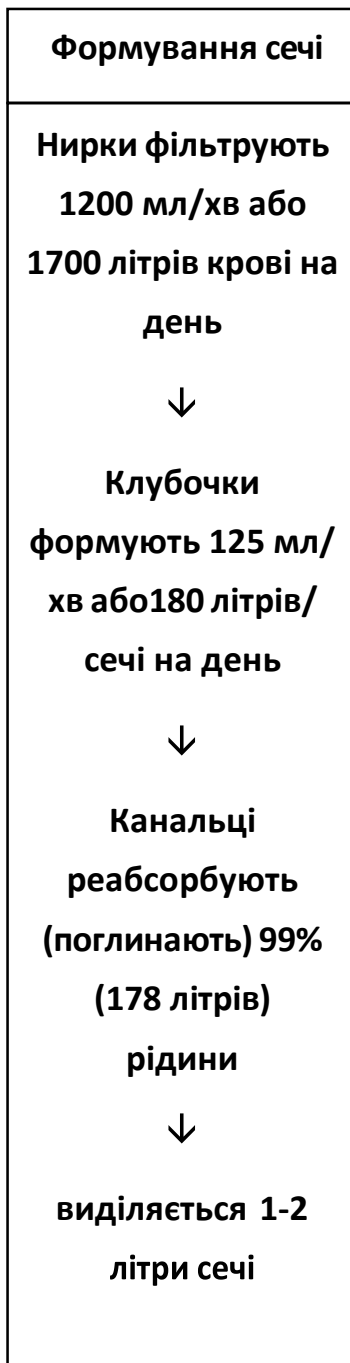 Формування сечі
Нирки фільтрують
1200 мл/хв або
1700 літрів крові на
день
↓
Клубочки
формують 125 мл/
хв або180 літрів/
сечі на день
↓
Канальці
реабсорбують
(поглинають) 99%
(178 літрів)
рідини
↓
виділяється 1-2
літри сечі